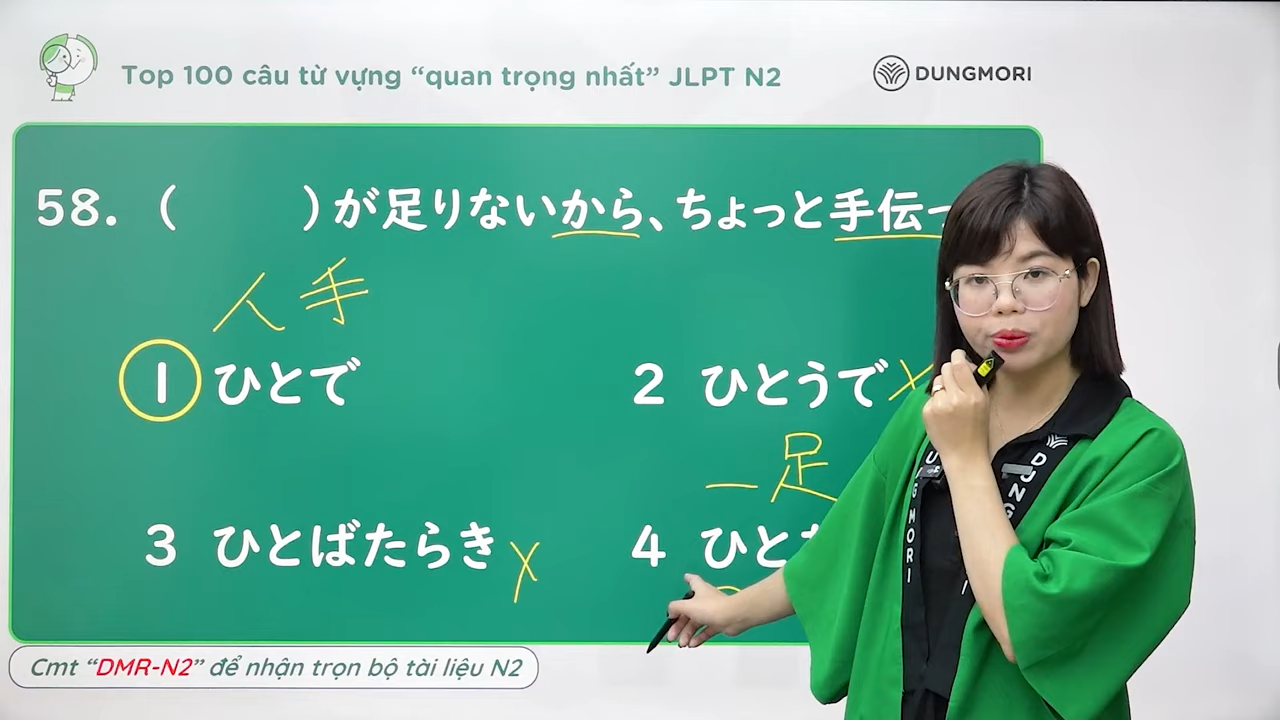 Top 100 câu từ vựng “quan trọng nhất” JLPT N2
DUNGMORI
58. (　　　)が足りないから、ちょっと手伝っ
人手
1 ひとで
2 ひとうで
一足
3 ひとばたらき
4 ひと
Cmt “DMR-N2” để nhận trọn bộ tài liệu N2